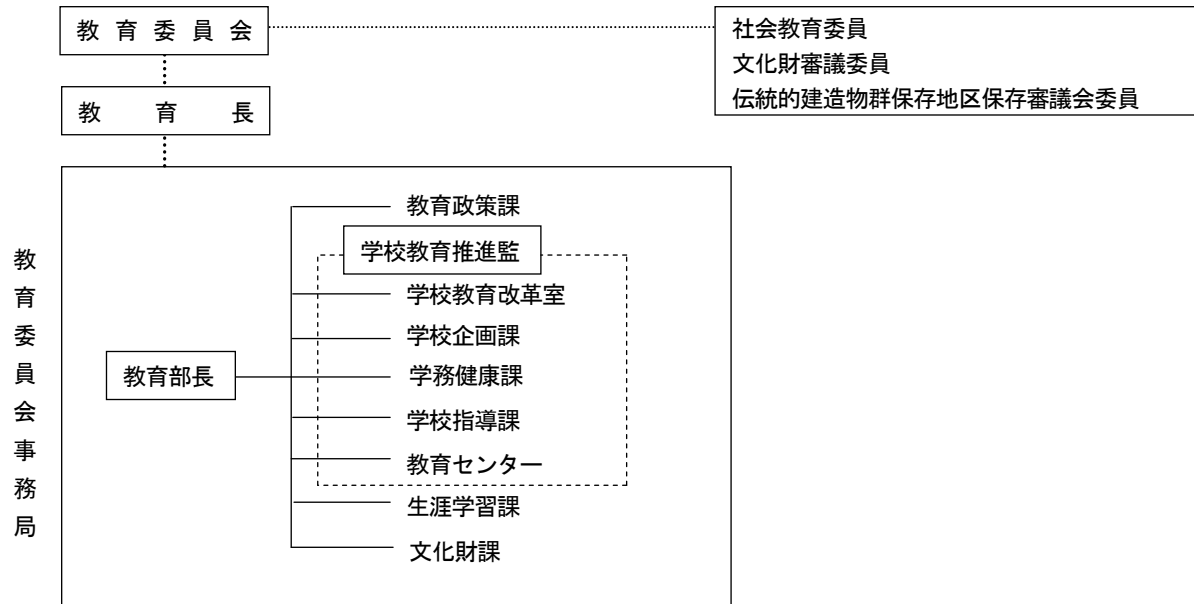 教育委員会
社会教育委員
文化財審議委員
伝統的建造物群保存地区保存審議会委員
教育長
教育委員会事務局
教育政策課
学校教育推進監
学校教育改革室
学校企画課
教育部長
学務健康課
学校指導課
教育センター
生涯学習課
文化財課